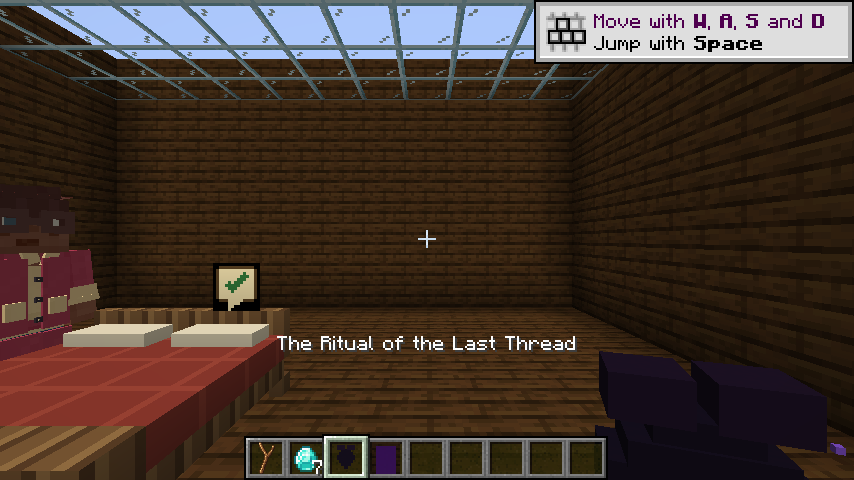 Move with W, A, S and D
Jump with Space
The Ritual of the Last Thread
7